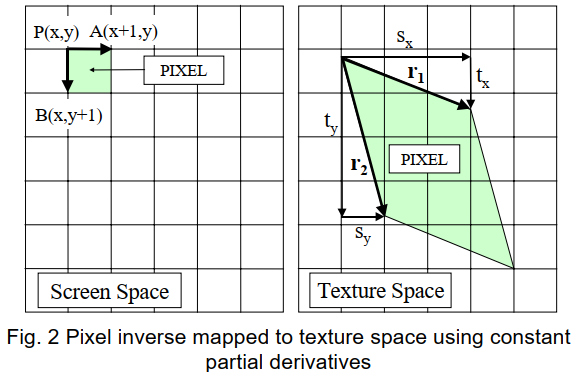 P(x,y) A(x+1,y)
PIXEL
B(x,y+1)
Screen Space
sx
r1
tx
ty
r2
PIXEL
sy
Texture Space
Fig. 2 Pixel inverse mapped to texture space using constant
partial derivatives